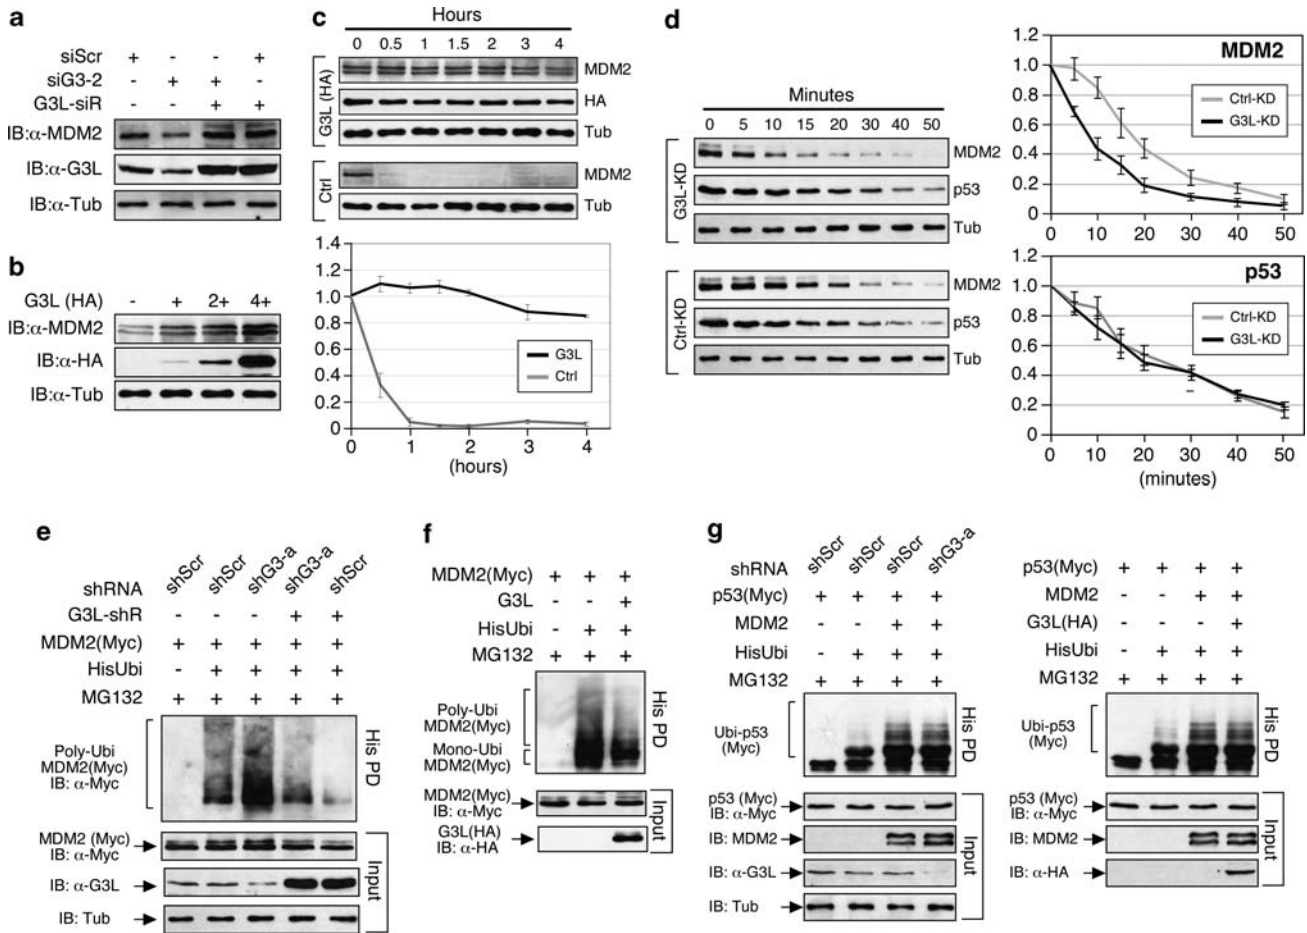 a
siScr + - - +
siG3-2 - + + -
G3L-siR - - + +
IB:α-MDM2
IB:α-G3L
IB:α-Tub
b
G3L (HA) - + 2+ 4+
IB:α-MDM2
IB:α-HA
IB:α-Tub
c
Hours
0 0.5 1 1.5 2 3 4
G3L (HA)
MDM2
HA
Tub
Ctrl
MDM2
Tub
1.4
1.2
1.0
0.8
0.6
0.4
0.2
0
G3L
Ctrl
0 1 2 3 4
(hours)
d
Minutes
0 5 10 15 20 30 40 50
G3L-KD
MDM2
p53
Tub
Ctrl-KD
MDM2
p53
Tub
MDM2
1.2
1.0
0.8
0.6
0.4
0.2
0
Ctrl-KD
G3L-KD
0 10 20 30 40 50
p53
1.2
1.0
0.8
0.6
0.4
0.2
0
Ctrl-KD
G3L-KD
0 10 20 30 40 50
(minutes)
e
shRNA shScr shScr shG3-a shG3-a shScr
G3L-shR - - - + +
MDM2(Myc) + + + + +
HisUbi - + + + +
MG132 + + + + +
Poly-Ubi
MDM2(Myc)
IB: α-Myc
His PD
MDM2 (Myc)
IB: α-Myc
IB: α-G3L
IB: Tub
Input
f
MDM2(Myc) + + +
G3L - - +
HisUbi - + +
MG132 + + +
Poly-Ubi
MDM2(Myc)
Mono-Ubi
MDM2(Myc)
His PD
MDM2(Myc)
IB: α-Myc
G3L(HA)
IB: α-HA
Input
g
shRNA shScr shScr shScr shG3-a
p53(Myc) + + + +
MDM2 - - + +
HisUbi - + + +
MG132 + + + +
Ubi-p53
(Myc)
His PD
p53 (Myc)
IB: α-Myc
IB: MDM2
IB: α-G3L
IB: Tub
Input
p53(Myc) + + + +
MDM2 - - + +
G3L(HA) - - - +
HisUbi - + + +
MG132 + + + +
Ubi-p53
(Myc)
His PD
p53 (Myc)
IB: α-Myc
IB: MDM2
IB: α-HA
Input